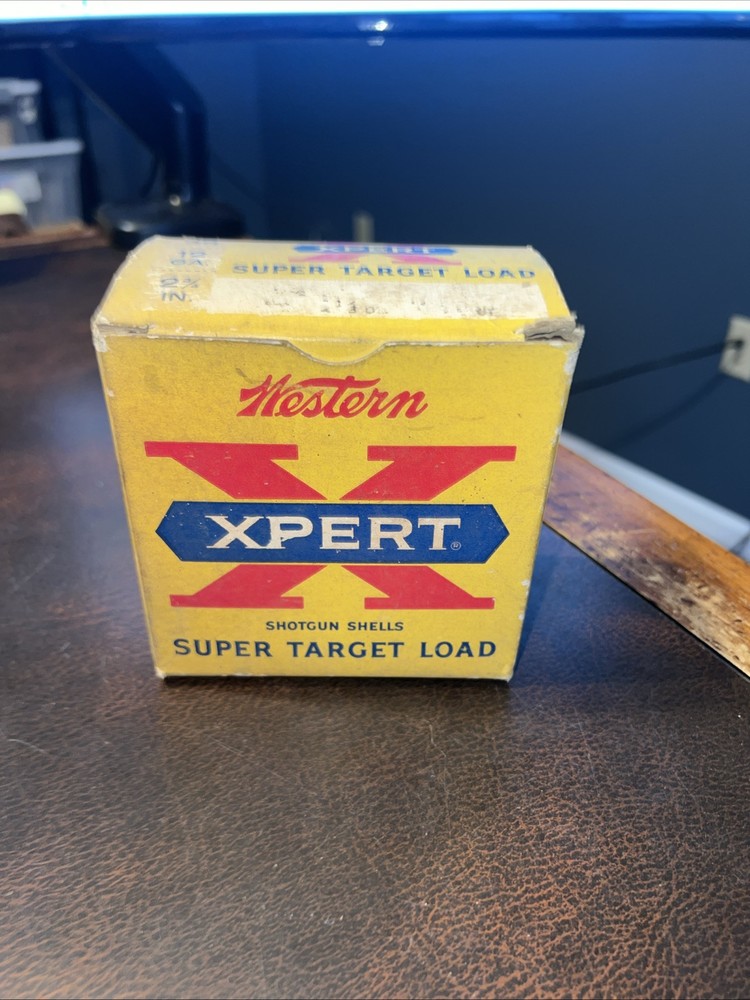 XPERT
SUPER TARGET LOAD
Western
XPERT®
SHOTGUN SHELLS
SUPER TARGET LOAD